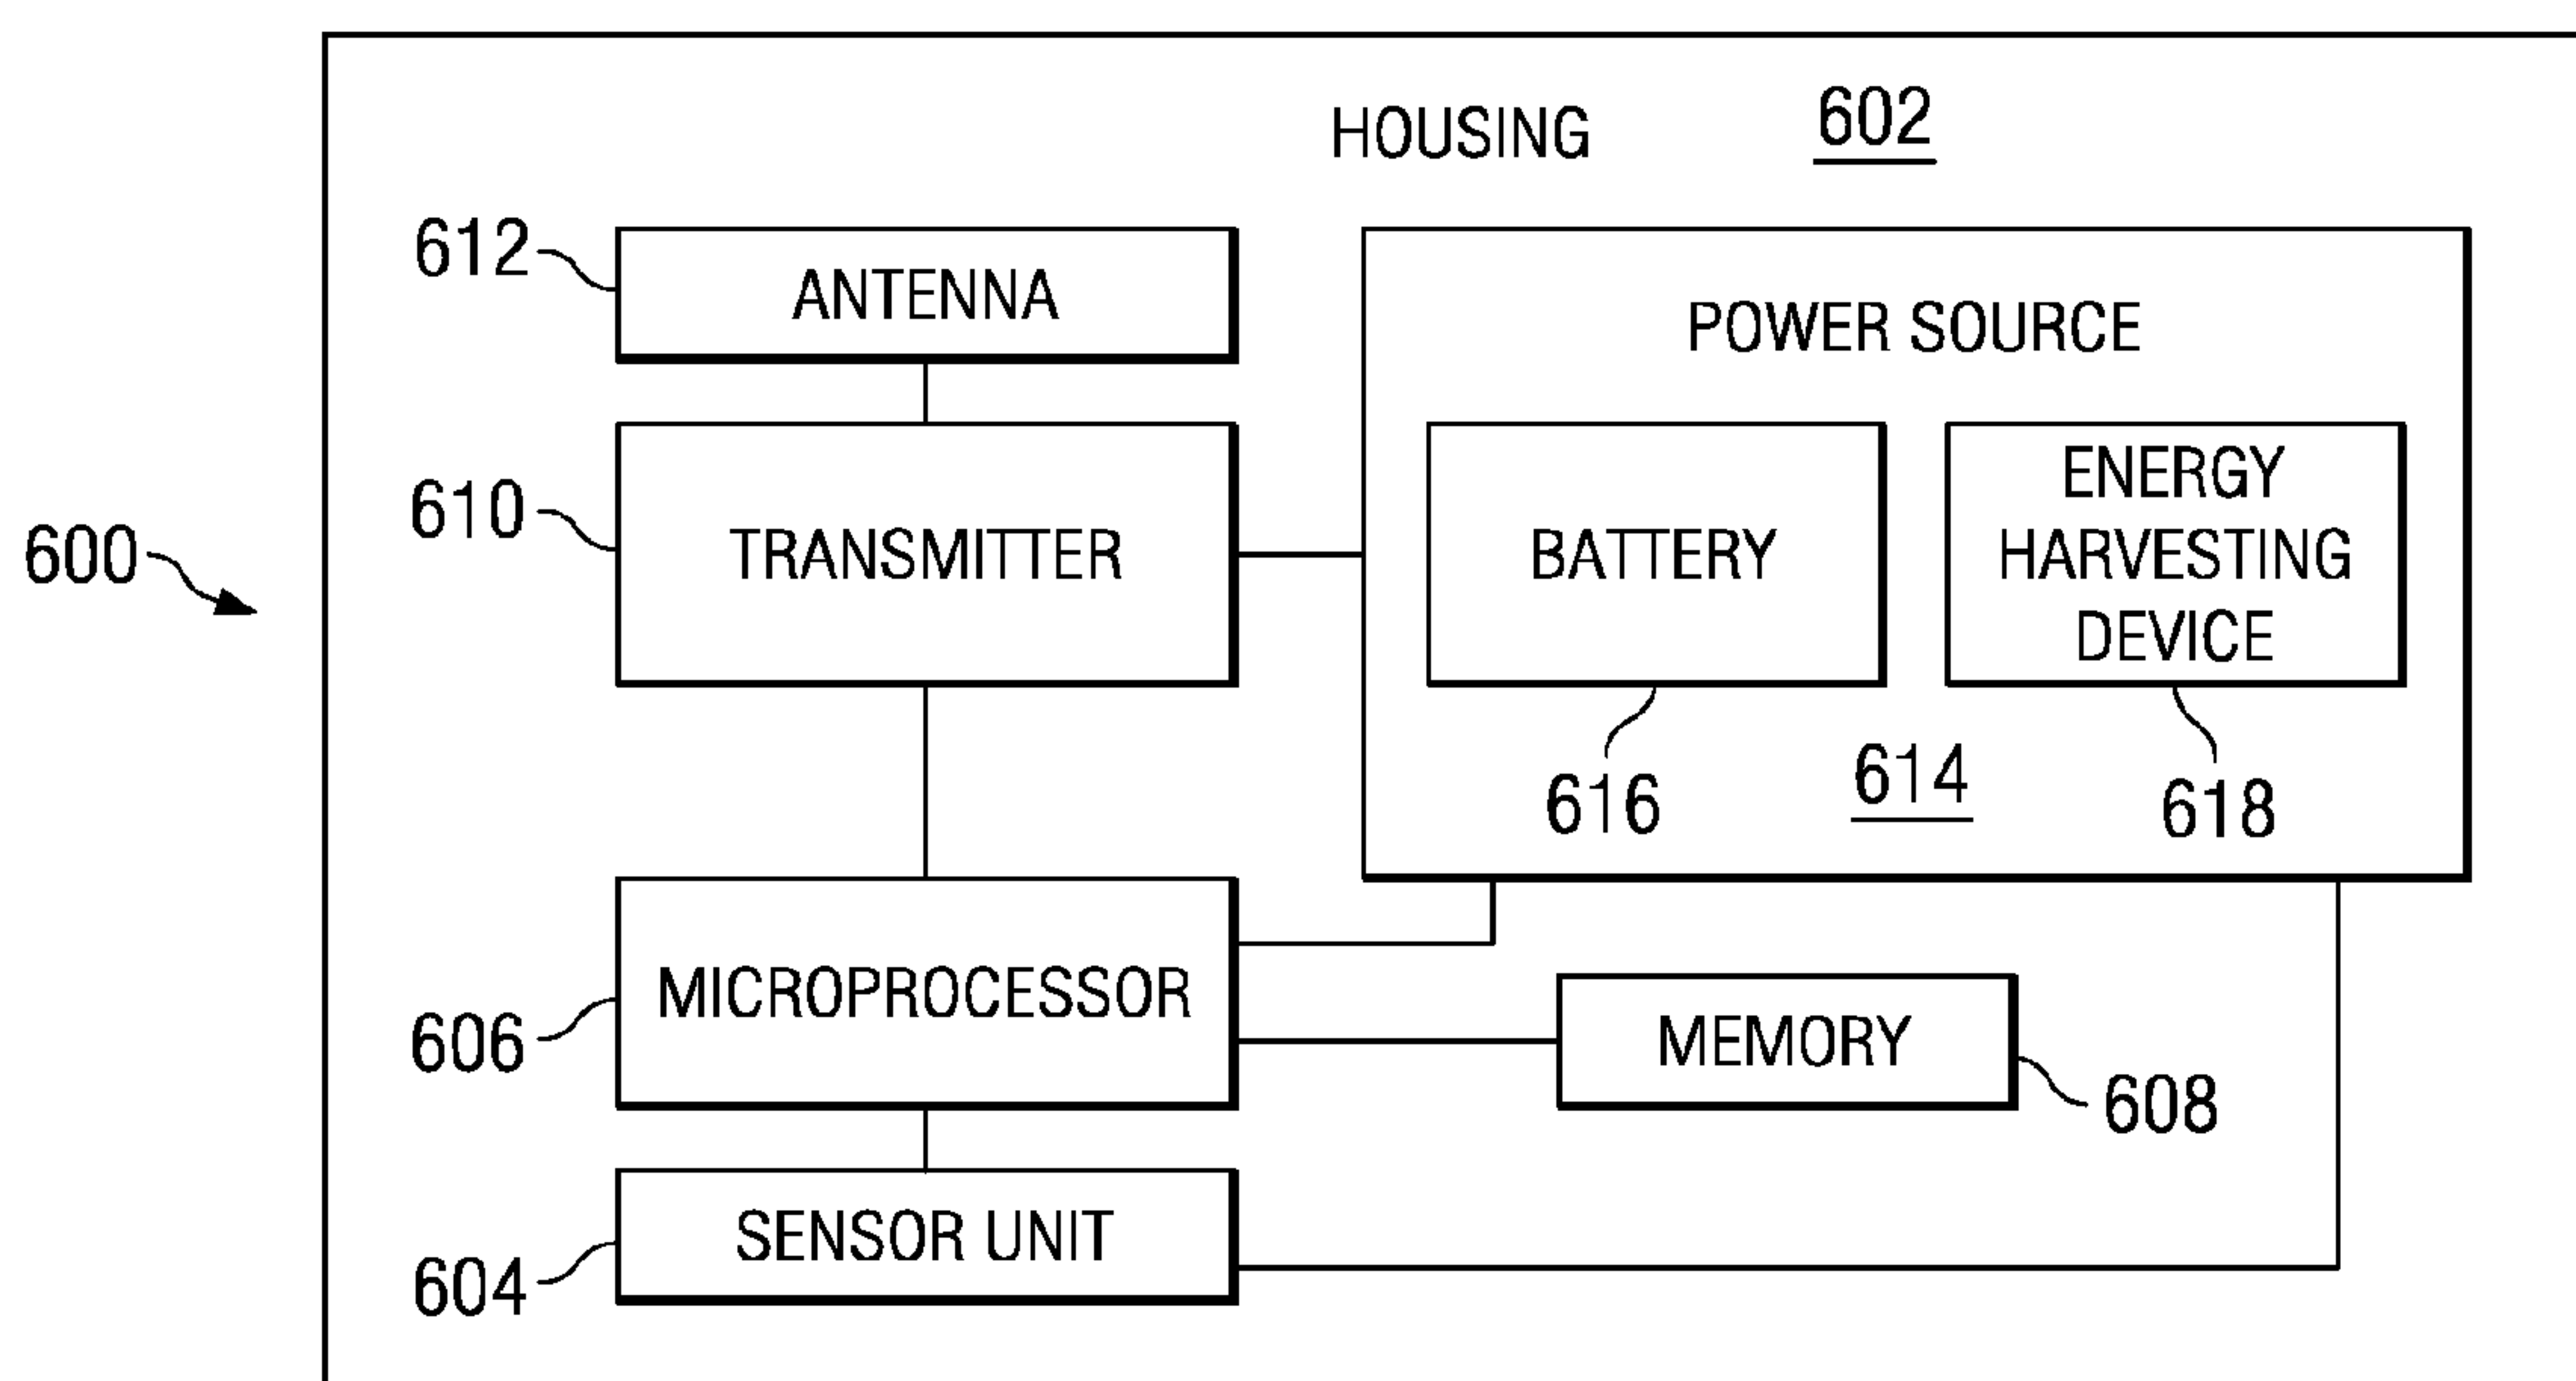 HOUSING 602
612 ANTENNA
POWER SOURCE
610 TRANSMITTER
BATTERY
ENERGY
HARVESTING
DEVICE
600
616 614 618
606 MICROPROCESSOR
MEMORY 608
604 SENSOR UNIT